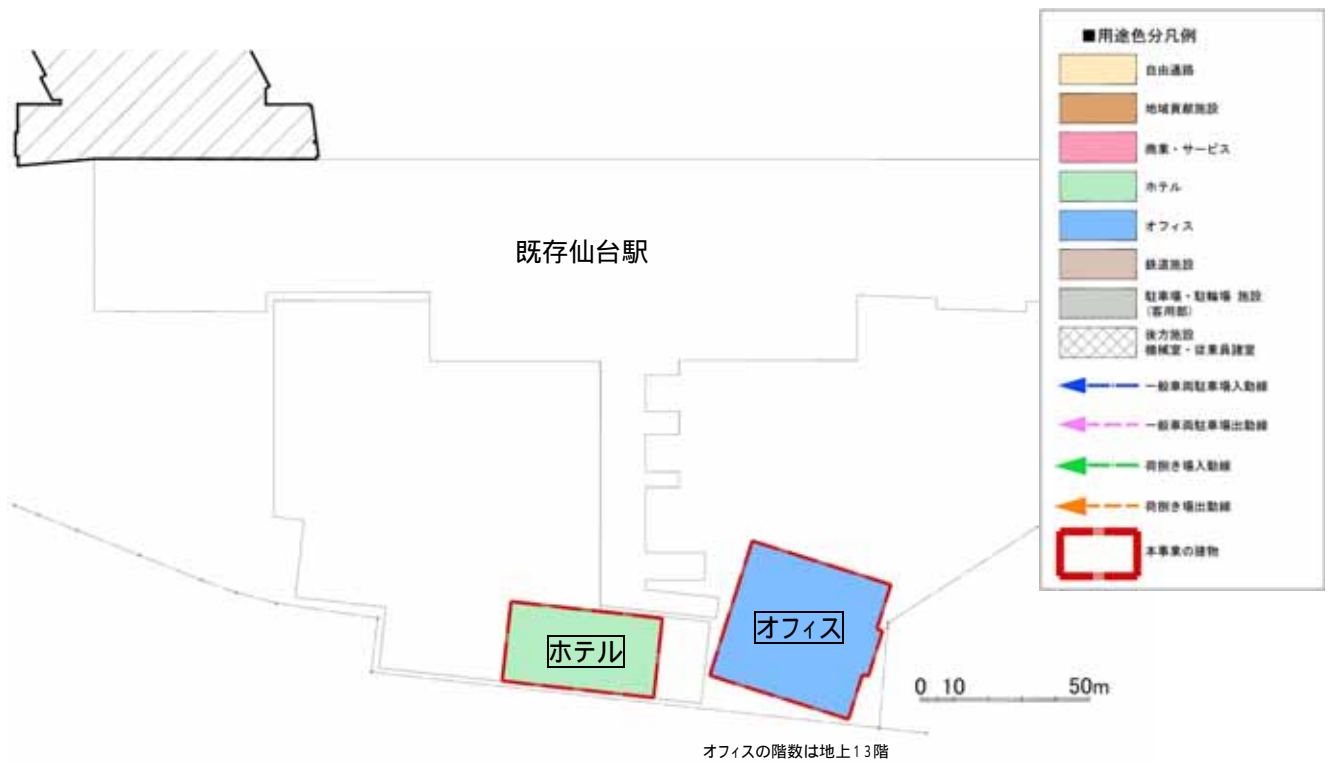 ■用途色分凡例
自由通路
地域貢献施設
商業・サービス
ホテル
オフィス
鉄道施設
駐車場・駐輪場 施設
(客用部)
後方施設
機械室・従業員諸室
一般車両駐車場入動線
一般車両駐車場出動線
荷捌き場入動線
荷捌き場出動線
本事業の建物
既存仙台駅
オフィス
ホテル
0 10 50m
オフィスの階数は地上13階